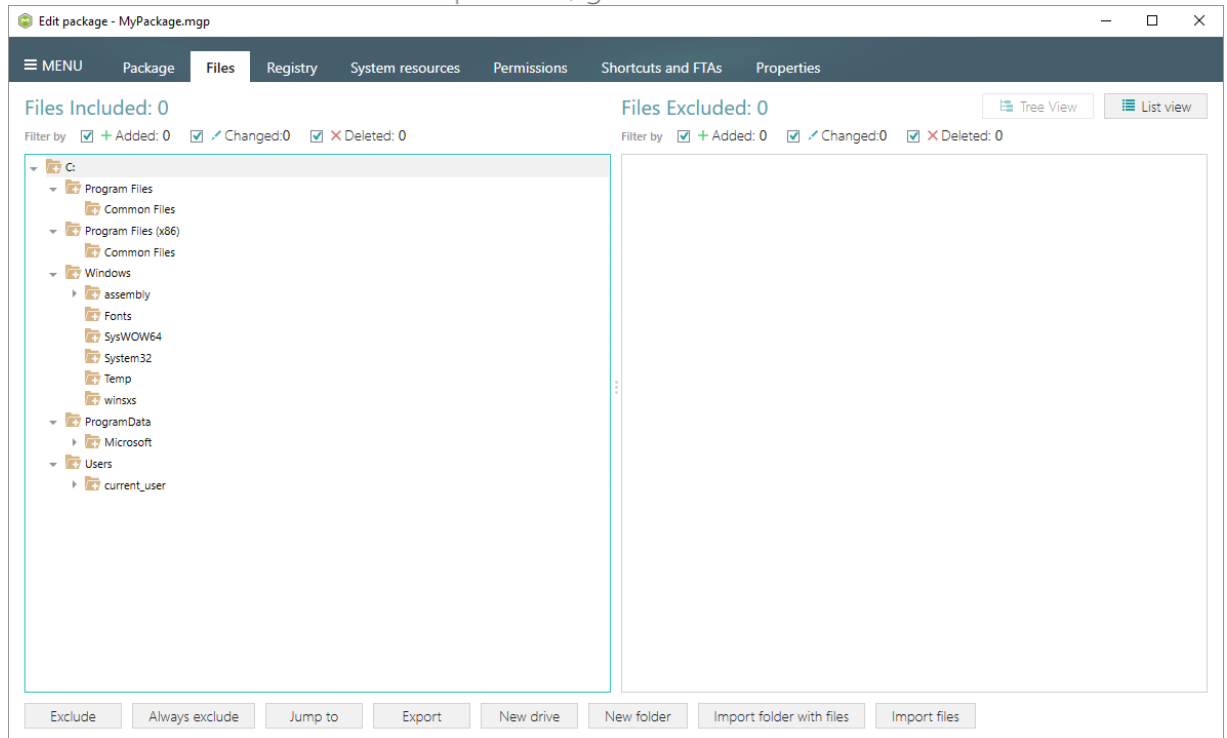 Edit package - MyPackage.mgp
MENU Package Files Registry System resources Permissions Shortcuts and FTAs Properties
Files Included: 0
Filter by Added: 0 Changed:0 Deleted: 0
Files Excluded: 0 Tree View List view
Filter by Added: 0 Changed:0 Deleted: 0
C:
Program Files
Common Files
Program Files (x86)
Common Files
Windows
assembly
Fonts
SysWOW64
System32
Temp
winsxs
ProgramData
Microsoft
Users
current_user
Exclude Always exclude Jump to Export New drive New folder Import folder with files Import files